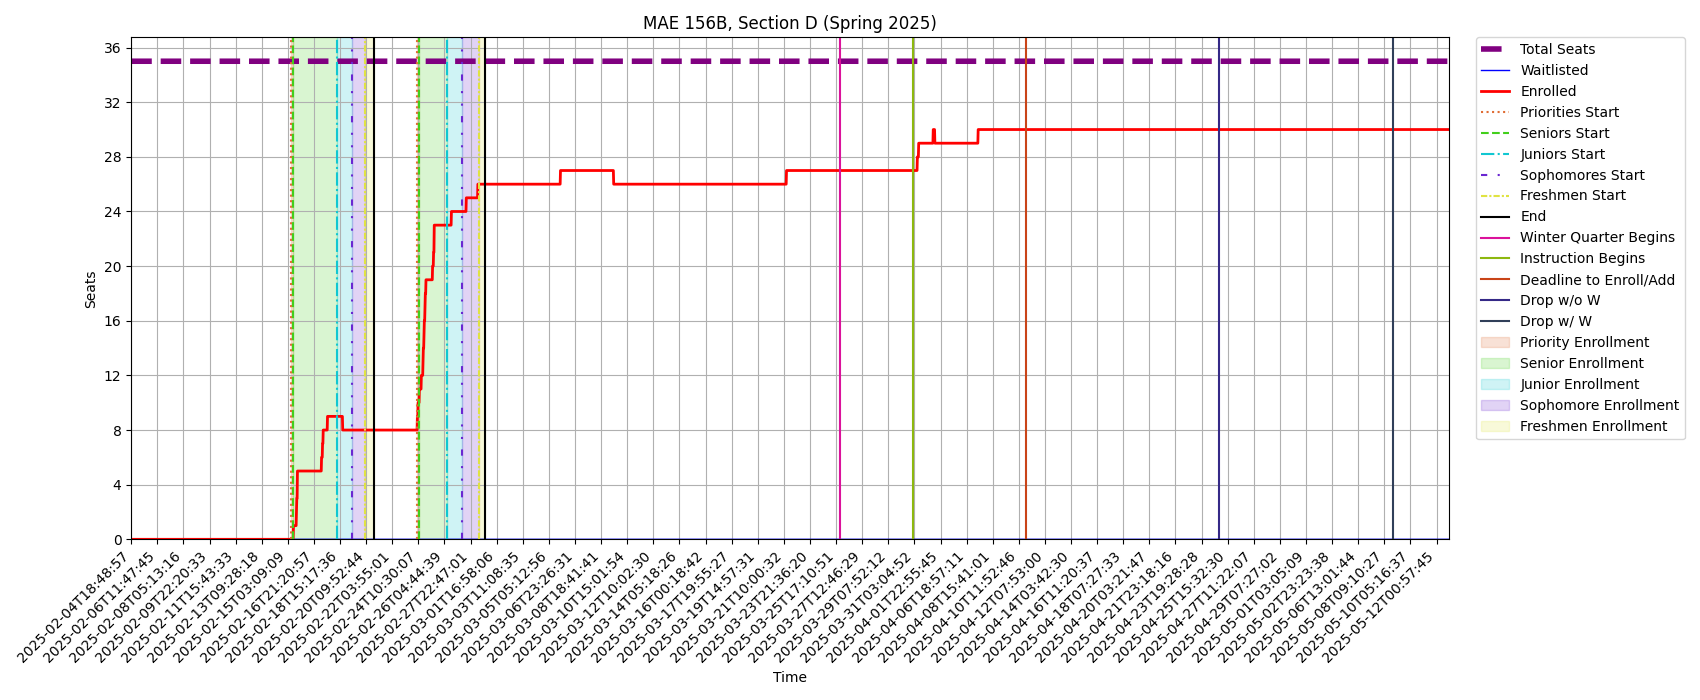 MAE 156B, Section D (Spring 2025)
Seats
36
32
28
24
20
16
12
8
4
0
2025-02-04T18:48:57
2025-02-06T11:47:45
2025-02-08T05:13:16
2025-02-09T22:20:33
2025-02-11T15:43:33
2025-02-13T09:28:18
2025-02-15T03:09:09
2025-02-16T21:20:57
2025-02-18T15:17:36
2025-02-20T09:52:44
2025-02-22T03:55:01
2025-02-24T10:30:07
2025-02-26T04:44:39
2025-02-27T22:47:01
2025-03-01T16:58:06
2025-03-03T11:08:35
2025-03-05T05:12:56
2025-03-06T23:26:31
2025-03-08T18:41:41
2025-03-10T15:01:54
2025-03-12T10:02:30
2025-03-14T05:18:26
2025-03-16T00:18:42
2025-03-17T19:55:27
2025-03-19T14:57:31
2025-03-21T10:00:32
2025-03-23T21:36:20
2025-03-25T17:10:51
2025-03-27T12:46:29
2025-03-29T07:52:12
2025-03-31T03:04:52
2025-04-01T22:55:45
2025-04-06T18:57:11
2025-04-08T15:41:01
2025-04-10T11:52:46
2025-04-12T07:53:00
2025-04-14T03:42:30
2025-04-16T11:20:37
2025-04-18T07:27:33
2025-04-20T03:21:47
2025-04-21T23:18:16
2025-04-23T19:28:28
2025-04-25T15:32:30
2025-04-27T11:22:07
2025-04-29T07:27:02
2025-05-01T03:05:09
2025-05-02T23:23:38
2025-05-06T13:01:44
2025-05-08T09:10:27
2025-05-10T05:16:37
2025-05-12T00:57:45
Time
Total Seats
Waitlisted
Enrolled
Priorities Start
Seniors Start
Juniors Start
Sophomores Start
Freshmen Start
End
Winter Quarter Begins
Instruction Begins
Deadline to Enroll/Add
Drop w/o W
Drop w/ W
Priority Enrollment
Senior Enrollment
Junior Enrollment
Sophomore Enrollment
Freshmen Enrollment